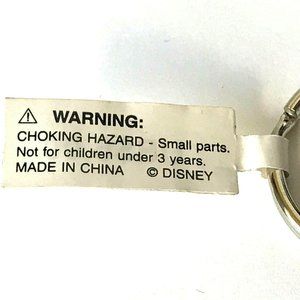 ⚠ WARNING:
CHOKING HAZARD - Small parts.
Not for children under 3 years.
MADE IN CHINA © DISNEY